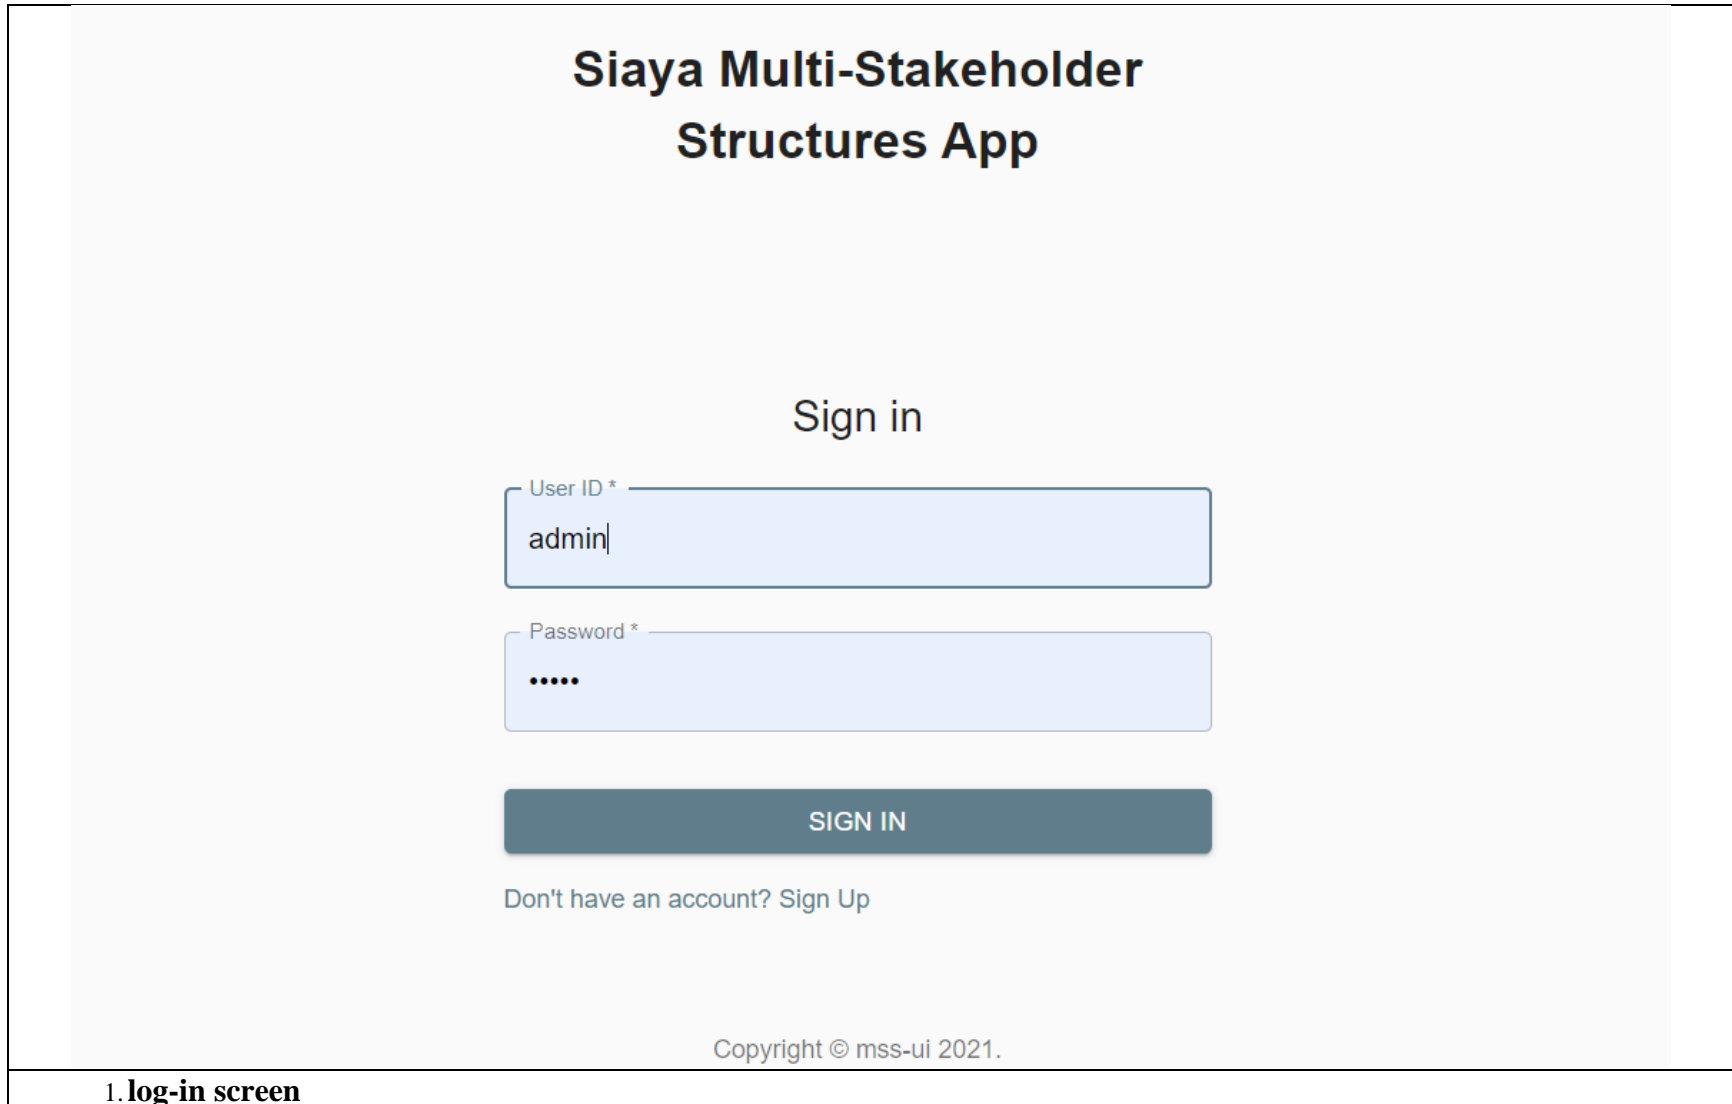 Siaya Multi-Stakeholder
Structures App
Sign in
User ID *
admin
Password *
•••••
SIGN IN
Don't have an account? Sign Up
Copyright © mss-ui 2021.
1. log-in screen